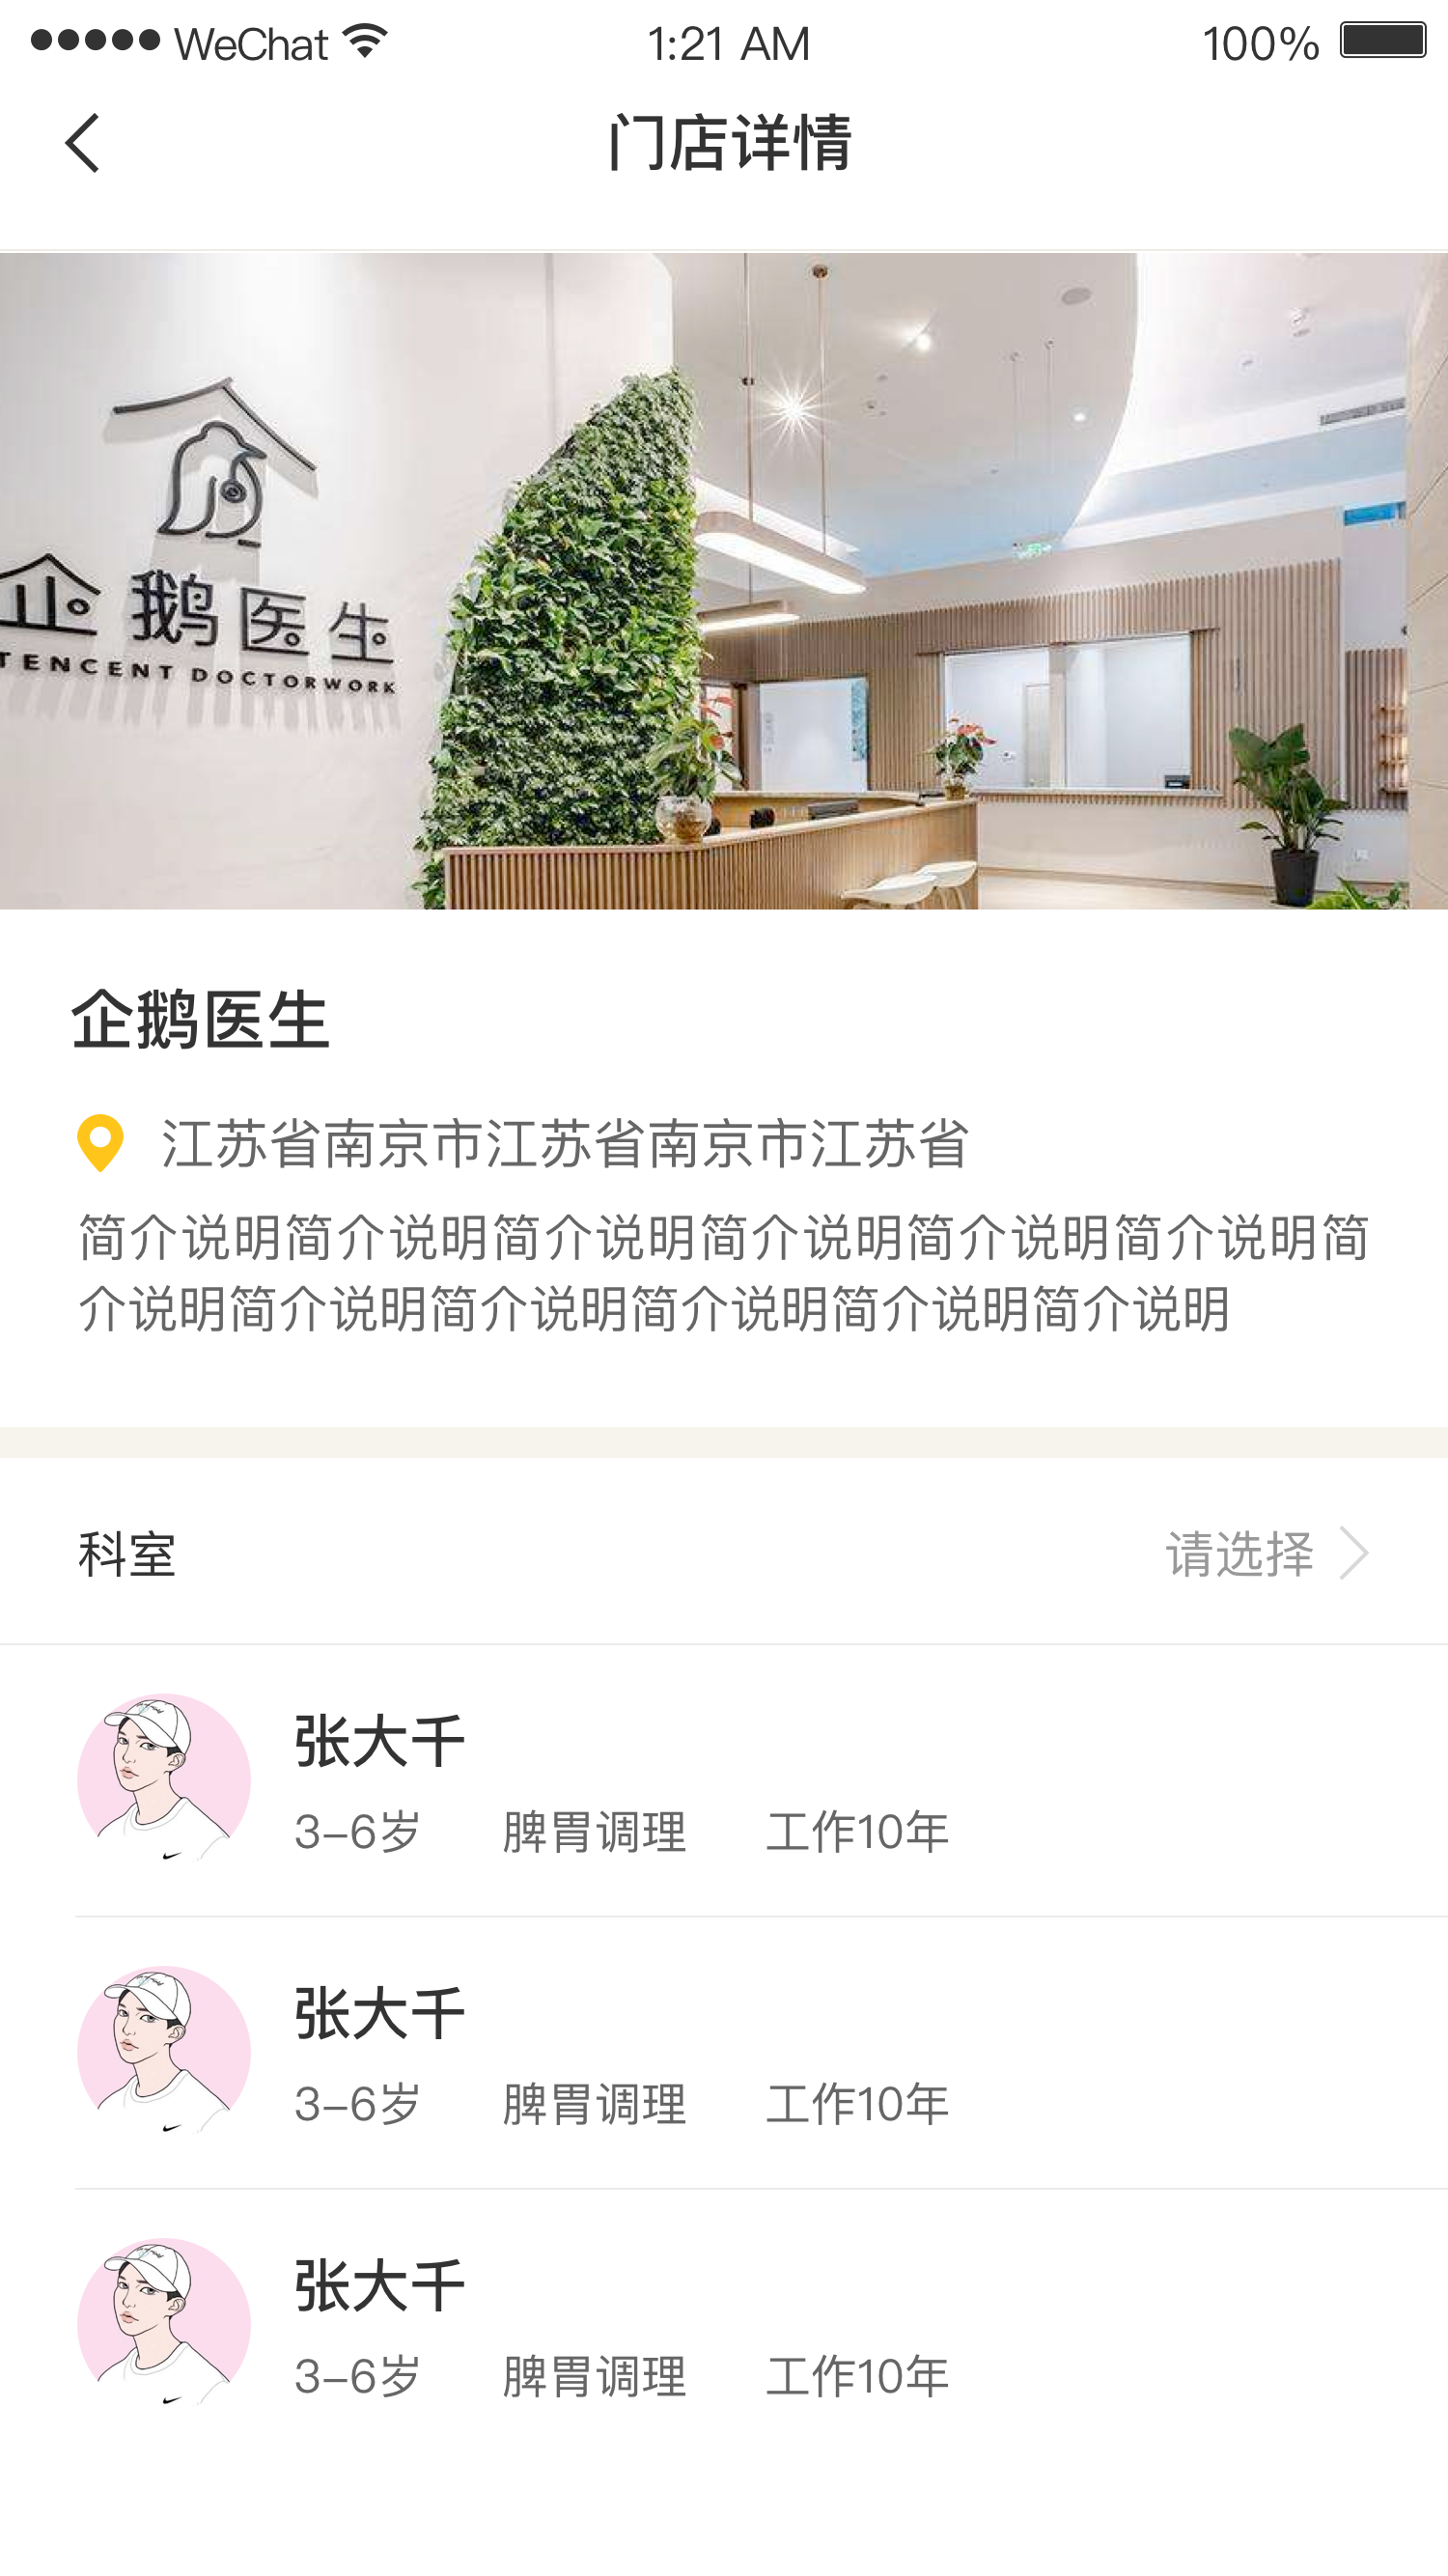 WeChat 1:21 AM 100%
门店详情
企鹅医生
TENCENT DOCTORWORK
企鹅医生
江苏省南京市江苏省南京市江苏省
简介说明简介说明简介说明简介说明简介说明简介说明简
介说明简介说明简介说明简介说明简介说明简介说明
科室 请选择
张大千
3-6岁 脾胃调理 工作10年
张大千
3-6岁 脾胃调理 工作10年
张大千
3-6岁 脾胃调理 工作10年